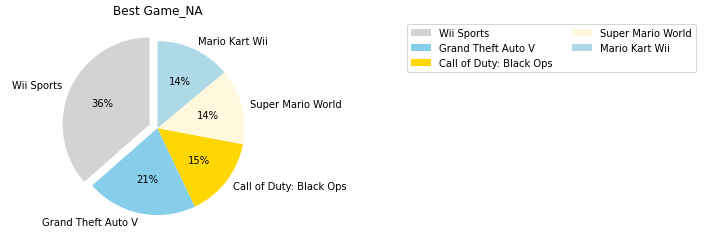 Best Game_NA
Wii Sports
36%
Grand Theft Auto V
21%
Call of Duty: Black Ops
15%
Super Mario World
14%
Mario Kart Wii
14%
Wii Sports
Grand Theft Auto V
Call of Duty: Black Ops
Super Mario World
Mario Kart Wii